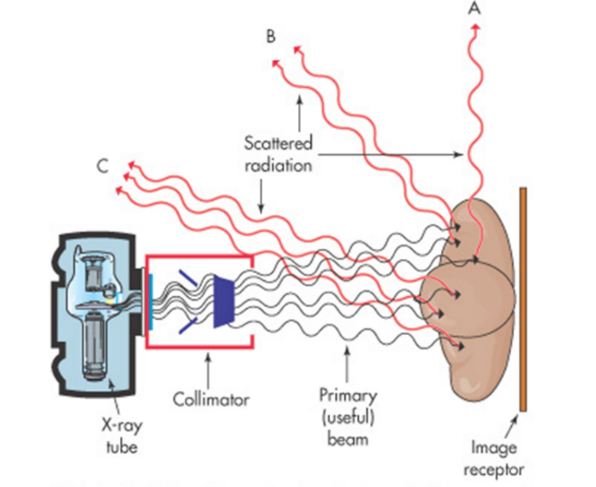 A
B
Scattered
radiation
C
Collimator
Primary
(useful)
beam
X-ray
tube
Image
receptor